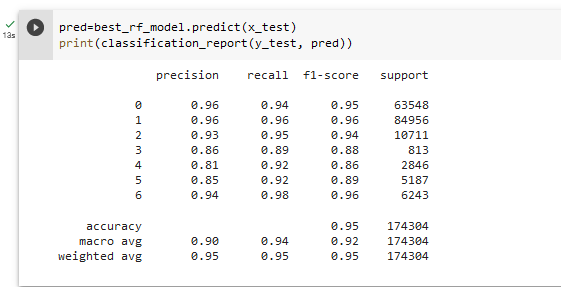 13s
pred=best_rf_model.predict(x_test)
print(classification_report(y_test, pred))
precision recall f1-score support
0 0.96 0.94 0.95 63548
1 0.96 0.96 0.96 84956
2 0.93 0.95 0.94 10711
3 0.86 0.89 0.88 813
4 0.81 0.92 0.86 2846
5 0.85 0.92 0.89 5187
6 0.94 0.98 0.96 6243
accuracy 0.95 174304
macro avg 0.90 0.94 0.92 174304
weighted avg 0.95 0.95 0.95 174304